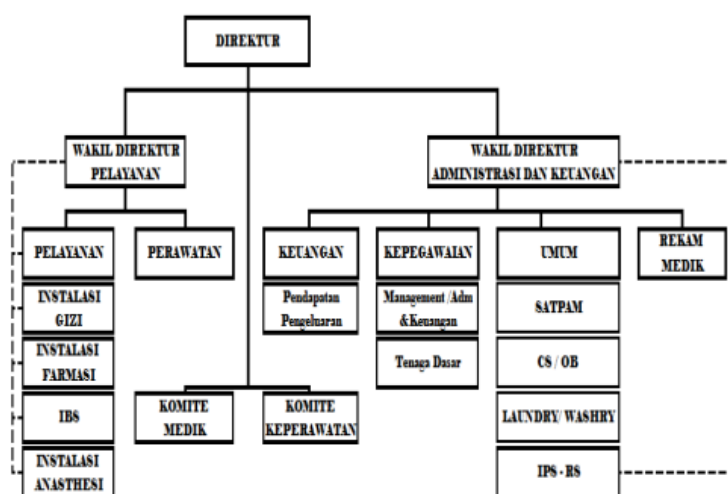 DIREKTUR
WAKIL DIREKTUR
PELAYANAN
WAKIL DIREKTUR
ADMINISTRASI DAN KEUANGAN
PELAYANAN
PERAWATAN
KEUANGAN
KEPEGAWAIAN
UMUM
REKAM
MEDIK
INSTALASI
GIZI
Pendapatan
Pengeluaran
Management /Adm
&Keuangan
SATPAM
INSTALASI
FARMASI
Tenaga Dasar
CS / OB
IBS
KOMITE
MEDIK
KOMITE
KEPERAWATAN
LAUNDRY/ WASHRY
INSTALASI
ANASTHESI
IPS - RS